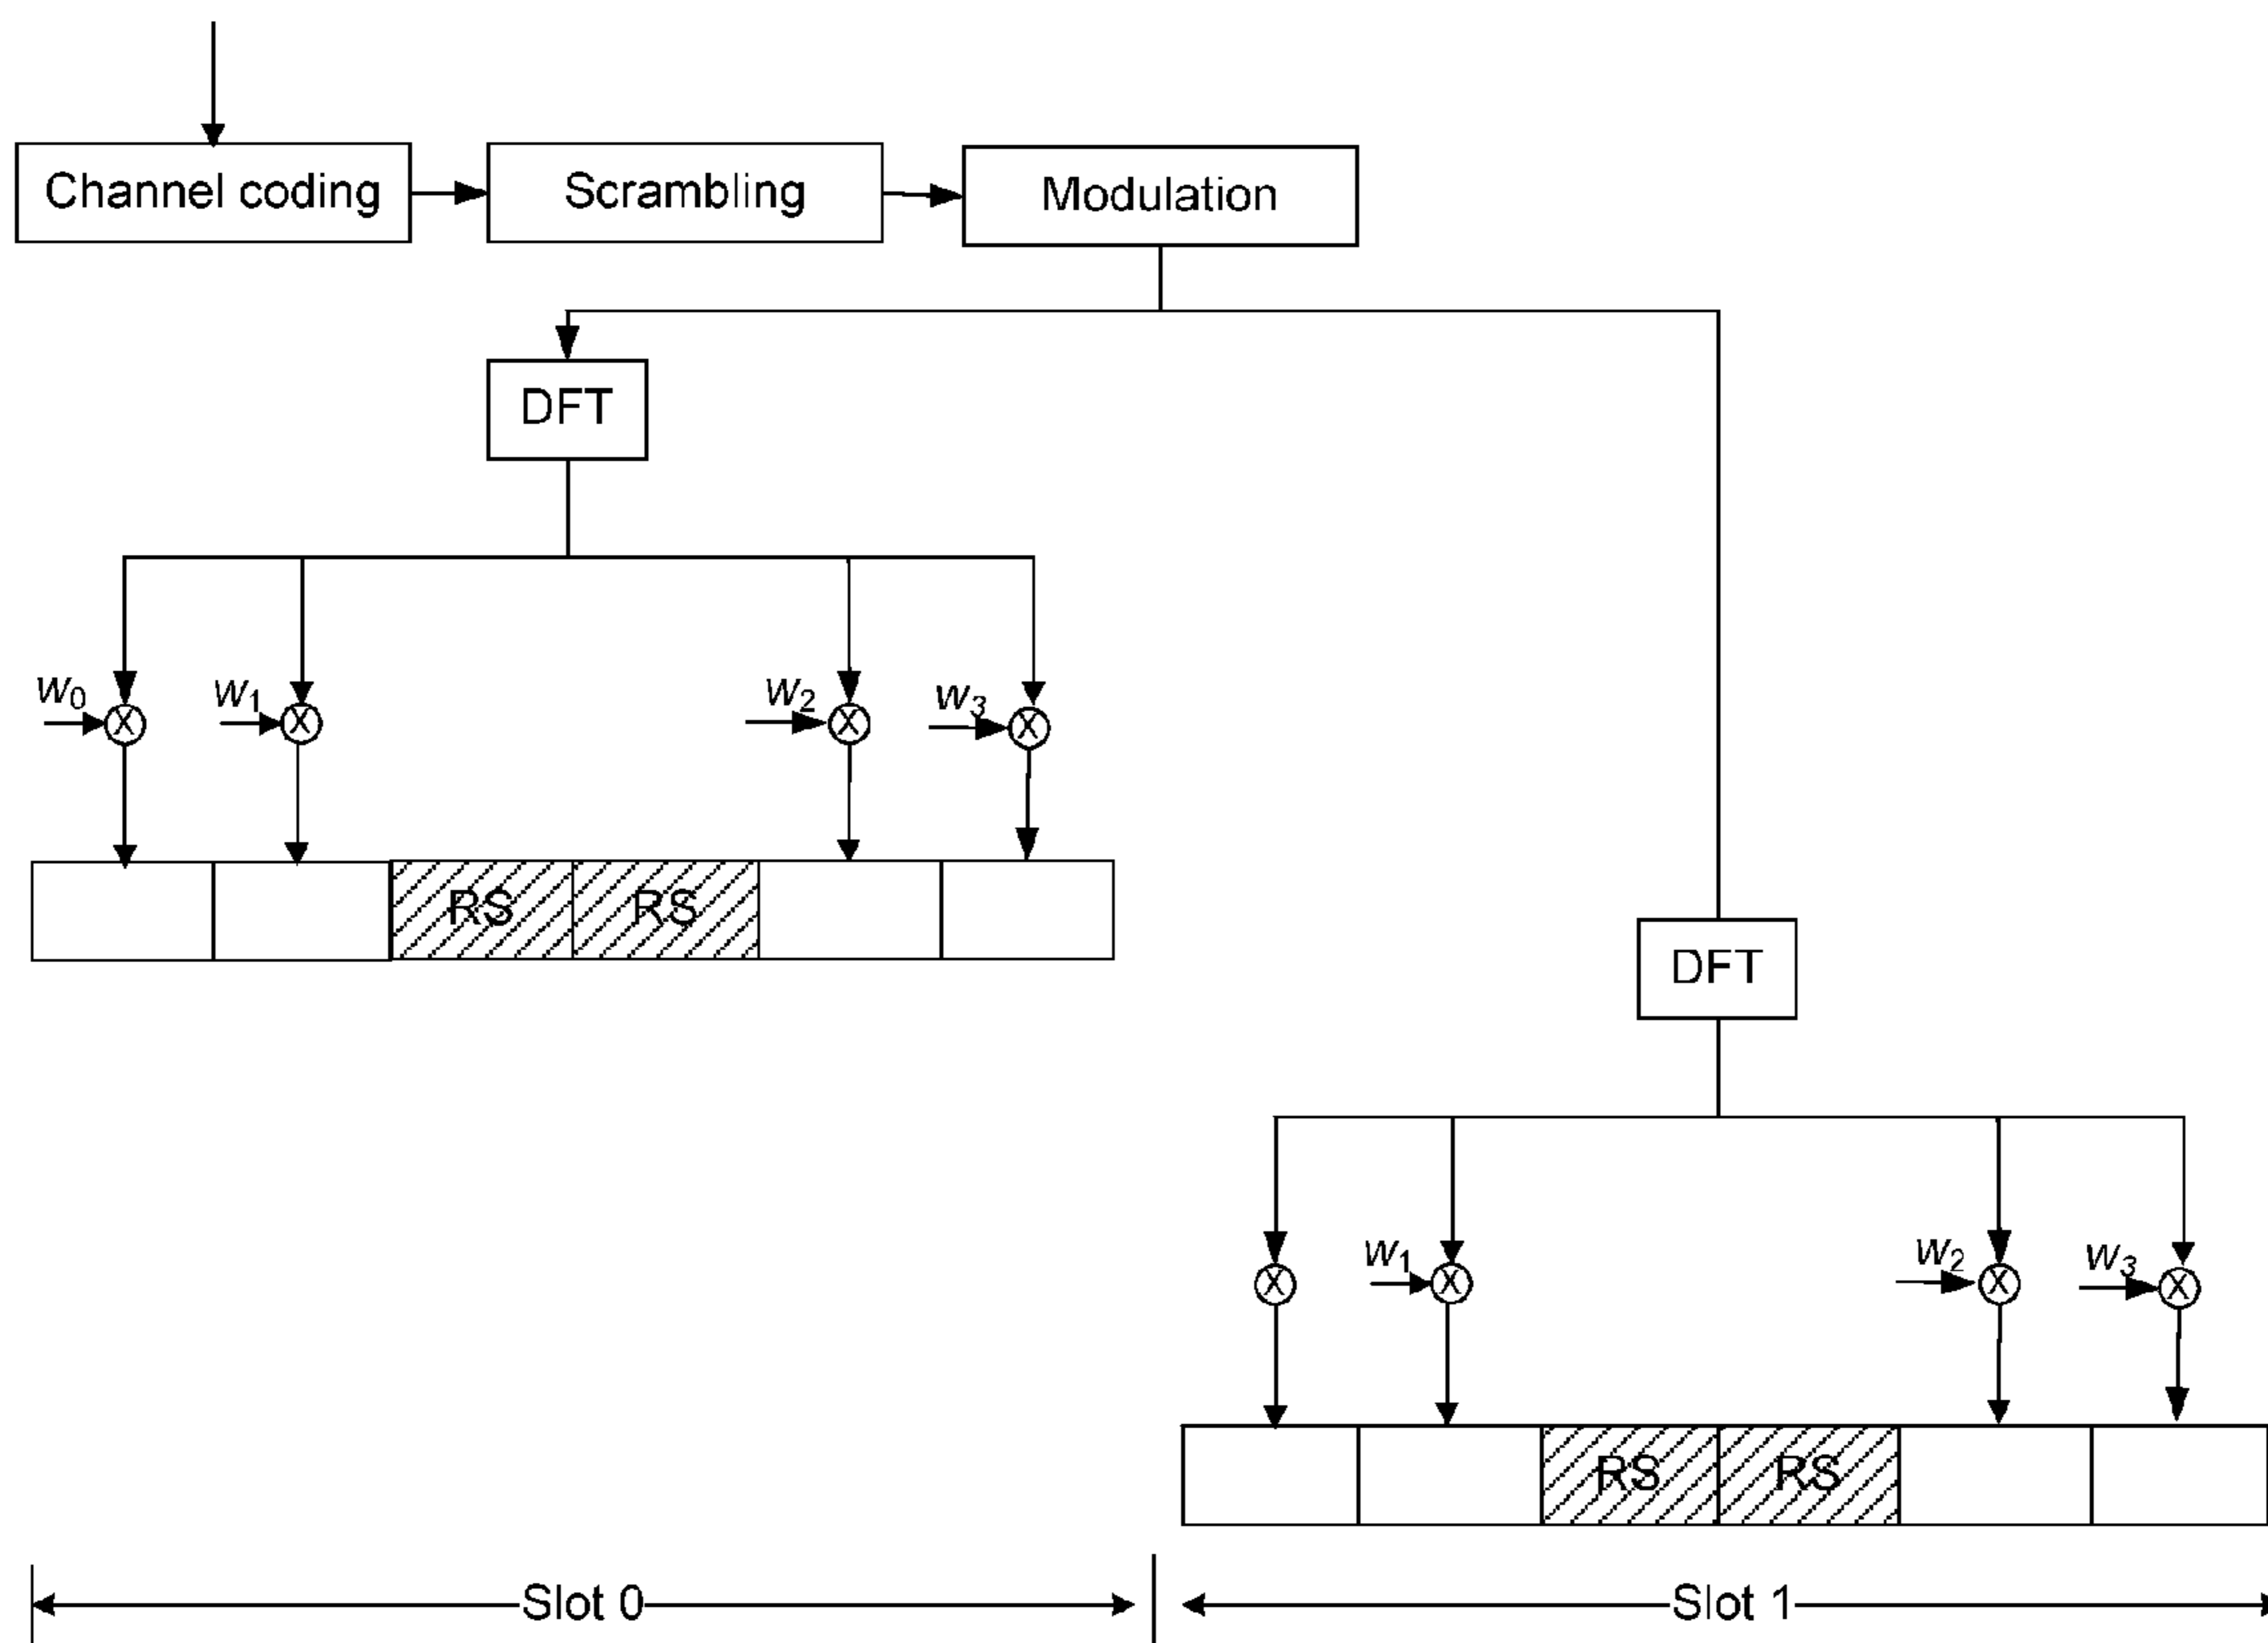 Channel coding
Scrambling
Modulation
DFT
w0
X
w1
X
w2
X
w3
X
RS
RS
DFT
X
w1
X
w2
X
w3
X
RS
RS
Slot 0
Slot 1